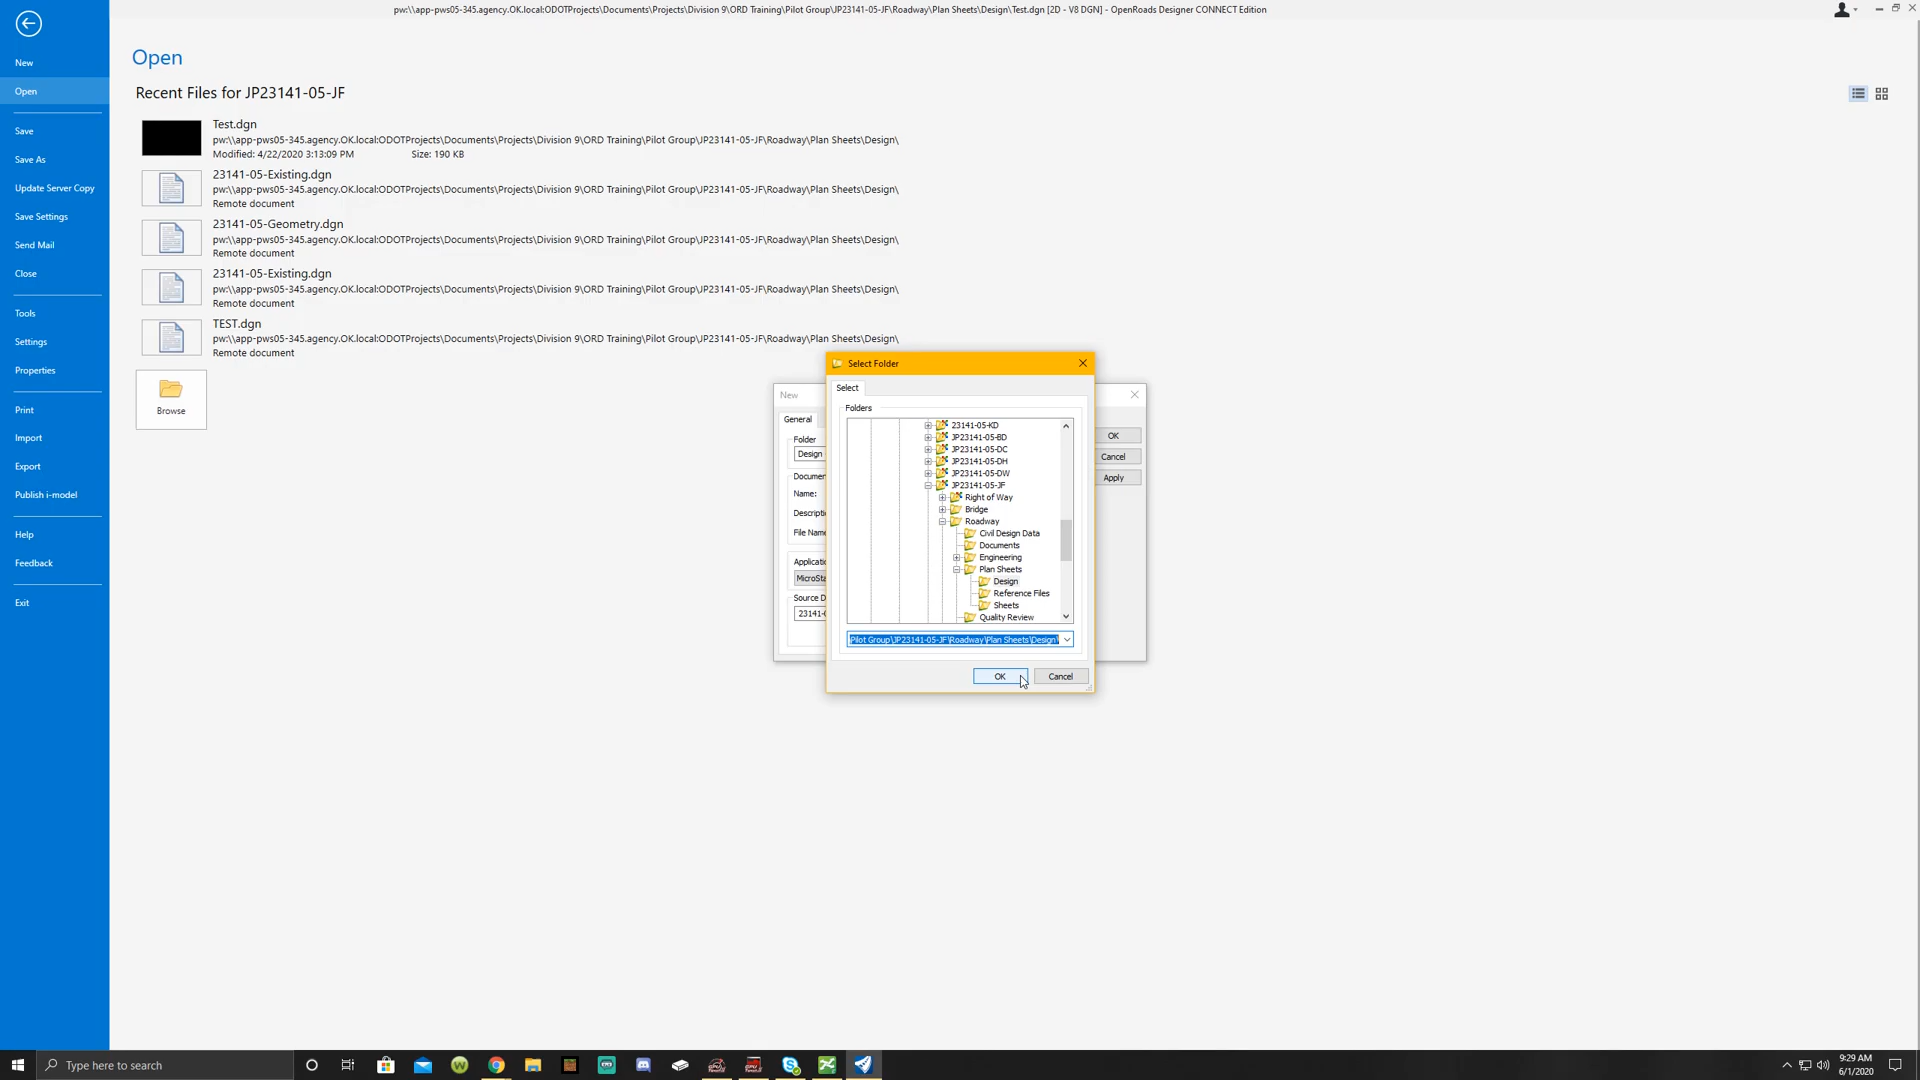 pw:\\app-pws05-345.agency.OK.local:ODOTProjects\Documents\Projects\Division 9\ORD Training\Pilot Group\JP23141-05-JF\Roadway\Plan Sheets\Design\Test.dgn [2D - V8 DGN] - OpenRoads Designer CONNECT Edition
New
Open
Save
Save As
Update Server Copy
Save Settings
Send Mail
Close
Tools
Settings
Properties
Print
Import
Export
Publish i-model
Help
Feedback
Exit
Open
Recent Files for JP23141-05-JF
Test.dgn
pw:\\app-pws05-345.agency.OK.local:ODOTProjects\Documents\Projects\Division 9\ORD Training\Pilot Group\JP23141-05-JF\Roadway\Plan Sheets\Design\
Modified: 4/22/2020 3:13:09 PM Size: 190 KB
23141-05-Existing.dgn
pw:\\app-pws05-345.agency.OK.local:ODOTProjects\Documents\Projects\Division 9\ORD Training\Pilot Group\JP23141-05-JF\Roadway\Plan Sheets\Design\
Remote document
23141-05-Geometry.dgn
pw:\\app-pws05-345.agency.OK.local:ODOTProjects\Documents\Projects\Division 9\ORD Training\Pilot Group\JP23141-05-JF\Roadway\Plan Sheets\Design\
Remote document
23141-05-Existing.dgn
pw:\\app-pws05-345.agency.OK.local:ODOTProjects\Documents\Projects\Division 9\ORD Training\Pilot Group\JP23141-05-JF\Roadway\Plan Sheets\Design\
Remote document
TEST.dgn
pw:\\app-pws05-345.agency.OK.local:ODOTProjects\Documents\Projects\Division 9\ORD Training\Pilot Group\JP23141-05-JF\Roadway\Plan Sheets\Design\
Remote document
Browse
New
General
Folder
Design
Documen
Name:
Descripti
File Name
Applicatio
MicroSta
Source D
23141-
OK
Cancel
Apply
Select Folder
Select
Folders
23141-05-KD
JP23141-05-BD
JP23141-05-DC
JP23141-05-DH
JP23141-05-DW
JP23141-05-JF
Right of Way
Bridge
Roadway
Civil Design Data
Documents
Engineering
Plan Sheets
Design
Reference Files
Sheets
Quality Review
Pilot Group\JP23141-05-JF\Roadway\Plan Sheets\Design\
OK
Cancel
Type here to search
9:29 AM
6/1/2020